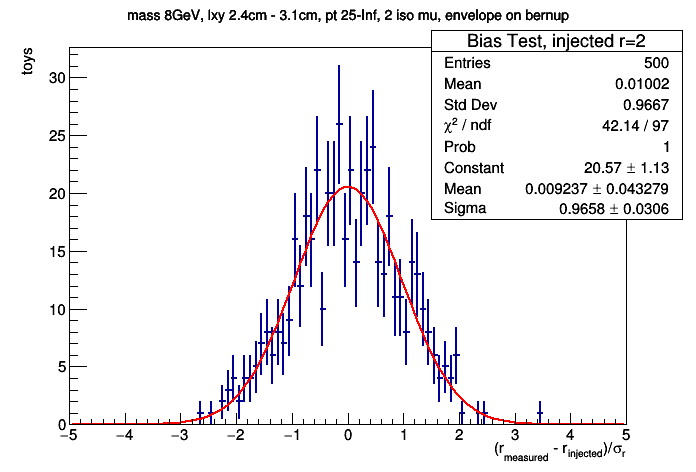 mass 8GeV, lxy 2.4cm - 3.1cm, pt 25-Inf, 2 iso mu, envelope on bernup
Bias Test, injected r=2
Entries 500
Mean 0.01002
Std Dev 0.9667
χ² / ndf 42.14 / 97
Prob 1
Constant 20.57 ± 1.13
Mean 0.009237 ± 0.043279
Sigma 0.9658 ± 0.0306
toys
30
25
20
15
10
5
0
−5 −4 −3 −2 −1 0 1 2 3 4 5
(r_measured - r_injected)/σ_r